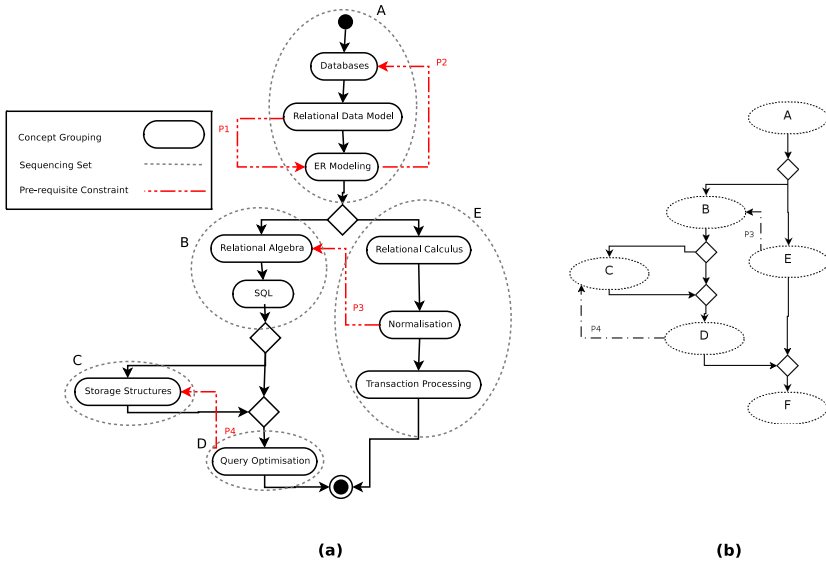 A
Databases
P2
Relational Data Model
P1
ER Modeling
Concept Grouping
Sequencing Set
Pre-requisite Constraint
E
B
Relational Algebra
Relational Calculus
SQL
P3
Normalisation
C
Storage Structures
Transaction Processing
P4
D
Query Optimisation
(a)
A
B
P3
E
C
P4
D
F
(b)